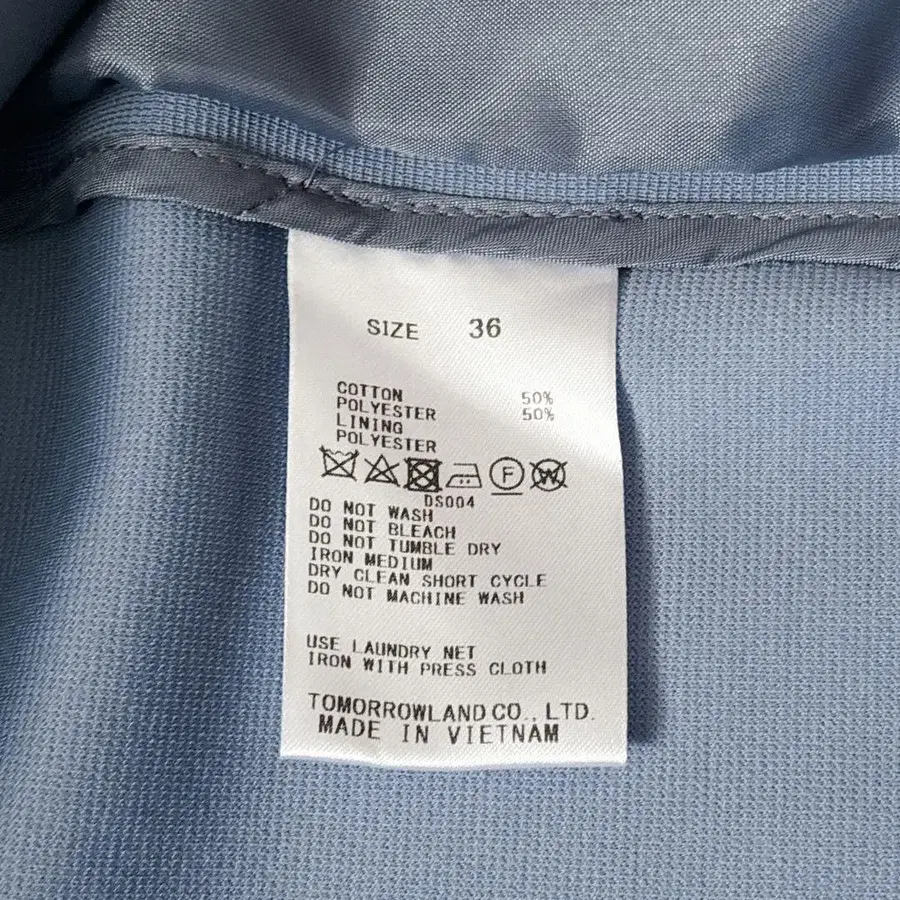 SIZE 36
COTTON 50%
POLYESTER 50%
LINING
POLYESTER
F W
DS004
DO NOT WASH
DO NOT BLEACH
DO NOT TUMBLE DRY
IRON MEDIUM
DRY CLEAN SHORT CYCLE
DO NOT MACHINE WASH
USE LAUNDRY NET
IRON WITH PRESS CLOTH
TOMORROWLAND CO., LTD.
MADE IN VIETNAM